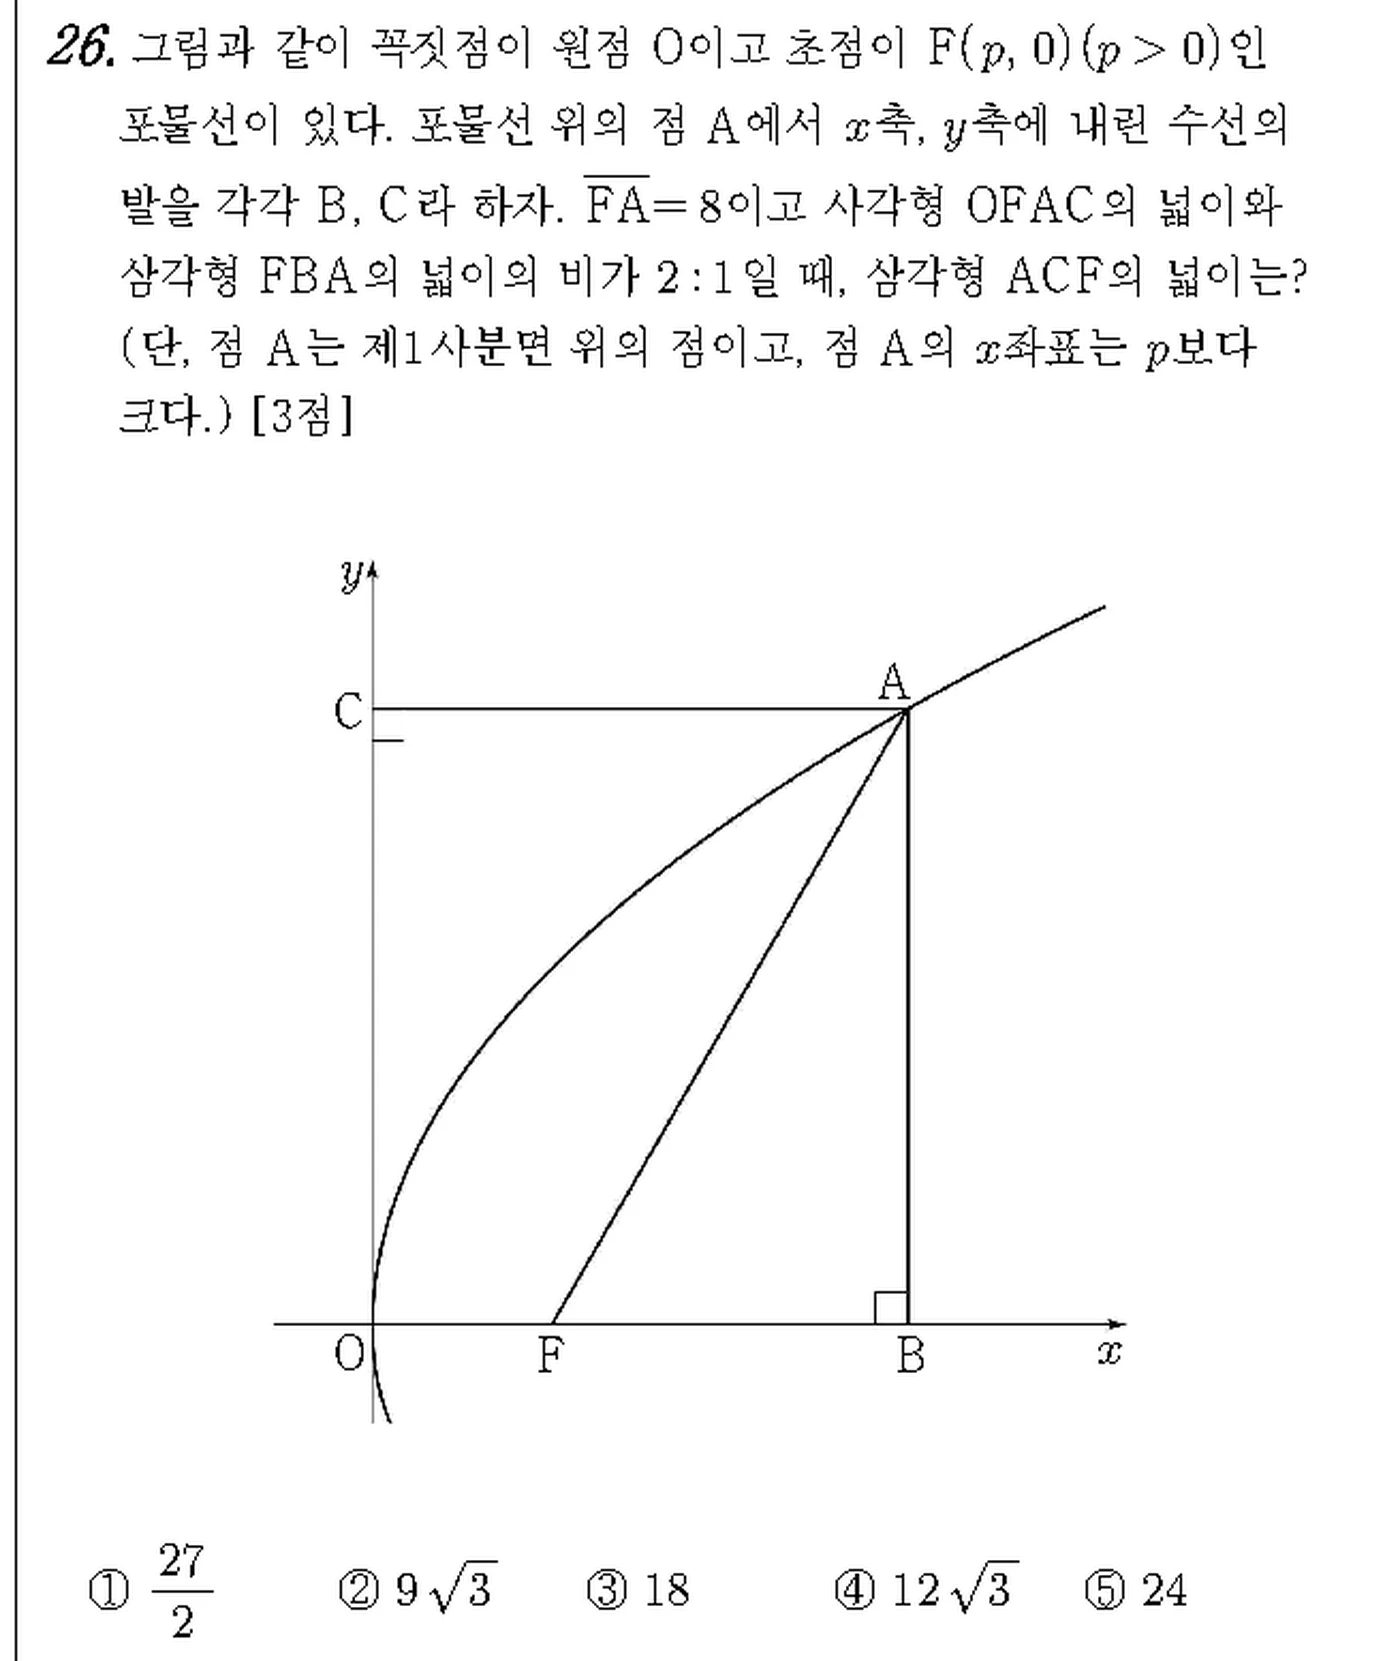 26. 그림과 같이 꼭짓점이 원점 O이고 초점이 F(p, 0)(p > 0)인
포물선이 있다. 포물선 위의 점 A에서 x축, y축에 내린 수선의
발을 각각 B, C라 하자. \overline{FA}=8이고 사각형 OFAC의 넓이와
삼각형 FBA의 넓이의 비가 2:1일 때, 삼각형 ACF의 넓이는?
(단, 점 A는 제1사분면 위의 점이고, 점 A의 x좌표는 p보다
크다.) [3점]
y
A
C
O F B x
① 27/2 ② 9√3 ③ 18 ④ 12√3 ⑤ 24